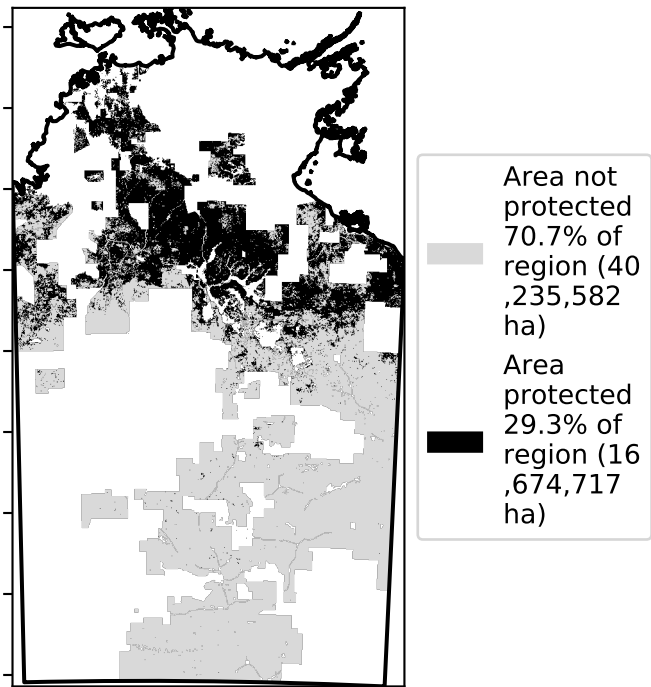 Area not
protected
70.7% of
region (40
,235,582
ha)
Area
protected
29.3% of
region (16
,674,717
ha)